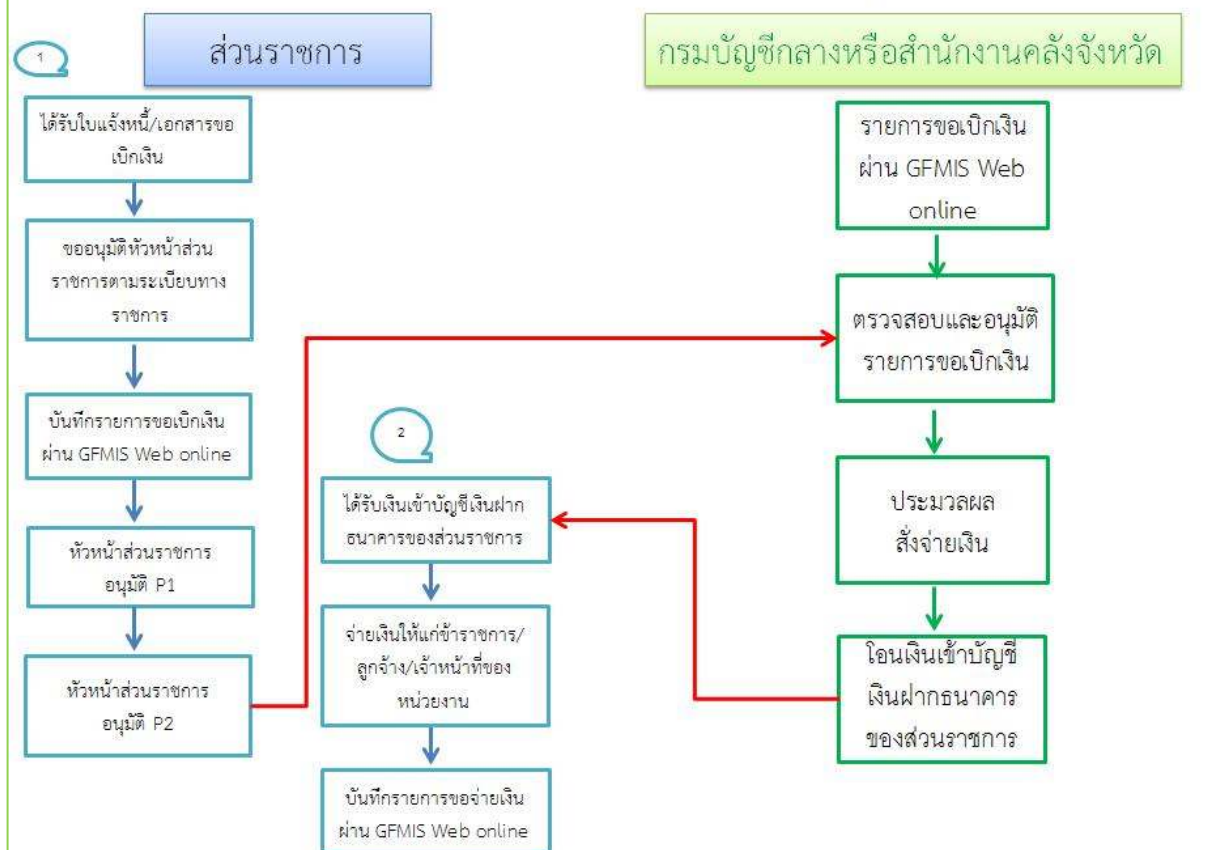 ส่วนราชการ
กรมบัญชีกลางหรือสำนักงานคลังจังหวัด
1
ได้รับใบแจ้งหนี้/เอกสารขอ
เบิกเงิน
ขออนุมัติหัวหน้าส่วน
ราชการตามระเบียบทาง
ราชการ
บันทึกรายการขอเบิกเงิน
ผ่าน GFMIS Web online
หัวหน้าส่วนราชการ
อนุมัติ P1
หัวหน้าส่วนราชการ
อนุมัติ P2
2
ได้รับเงินเข้าบัญชีเงินฝาก
ธนาคารของส่วนราชการ
จ่ายเงินให้แก่ข้าราชการ/
ลูกจ้าง/เจ้าหน้าที่ของ
หน่วยงาน
บันทึกรายการขอจ่ายเงิน
ผ่าน GFMIS Web online
รายการขอเบิกเงิน
ผ่าน GFMIS Web
online
ตรวจสอบและอนุมัติ
รายการขอเบิกเงิน
ประมวลผล
สั่งจ่ายเงิน
โอนเงินเข้าบัญชี
เงินฝากธนาคาร
ของส่วนราชการ